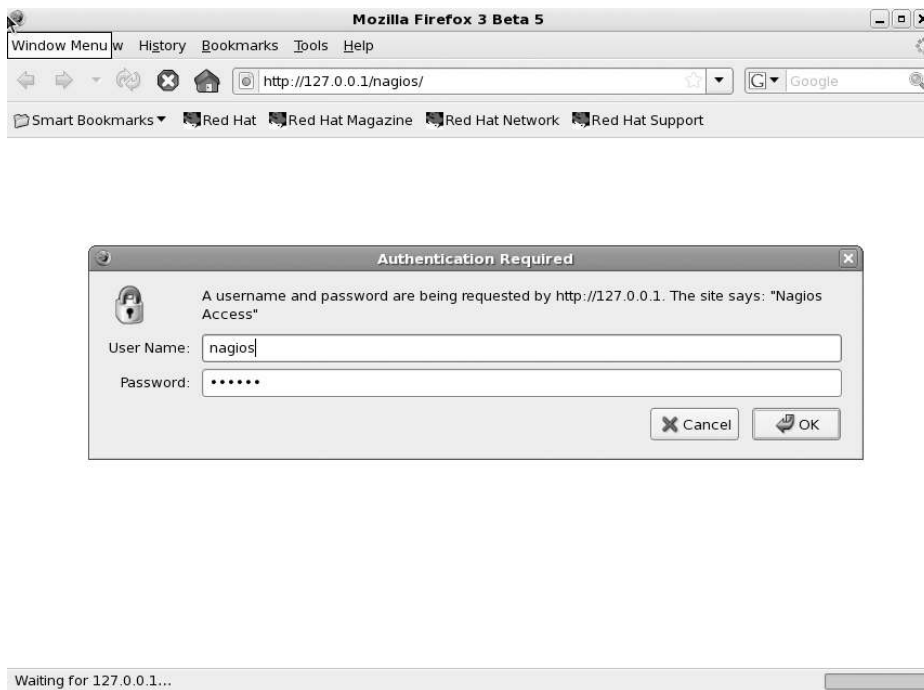 Mozilla Firefox 3 Beta 5
Window Menu w History Bookmarks Tools Help
http://127.0.0.1/nagios/ G Google
Smart Bookmarks Red Hat Red Hat Magazine Red Hat Network Red Hat Support
Authentication Required
A username and password are being requested by http://127.0.0.1. The site says: "Nagios
Access"
User Name: nagios
Password: ••••••
Cancel OK
Waiting for 127.0.0.1...